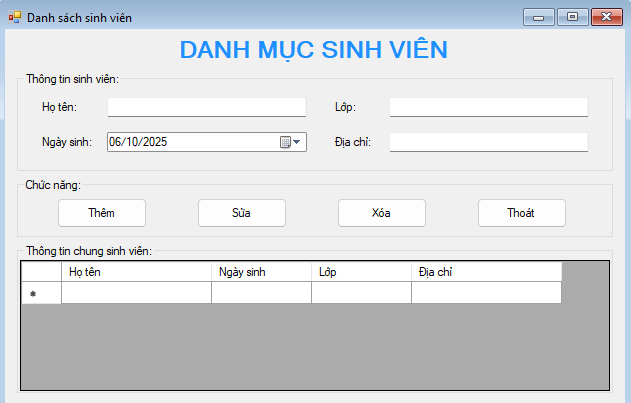 Danh sách sinh viên
DANH MỤC SINH VIÊN
Thông tin sinh viên:
Họ tên: Lớp:
Ngày sinh: 06/10/2025 Địa chỉ:
Chức năng:
Thêm Sửa Xóa Thoát
Thông tin chung sinh viên:
Họ tên Ngày sinh Lớp Địa chỉ